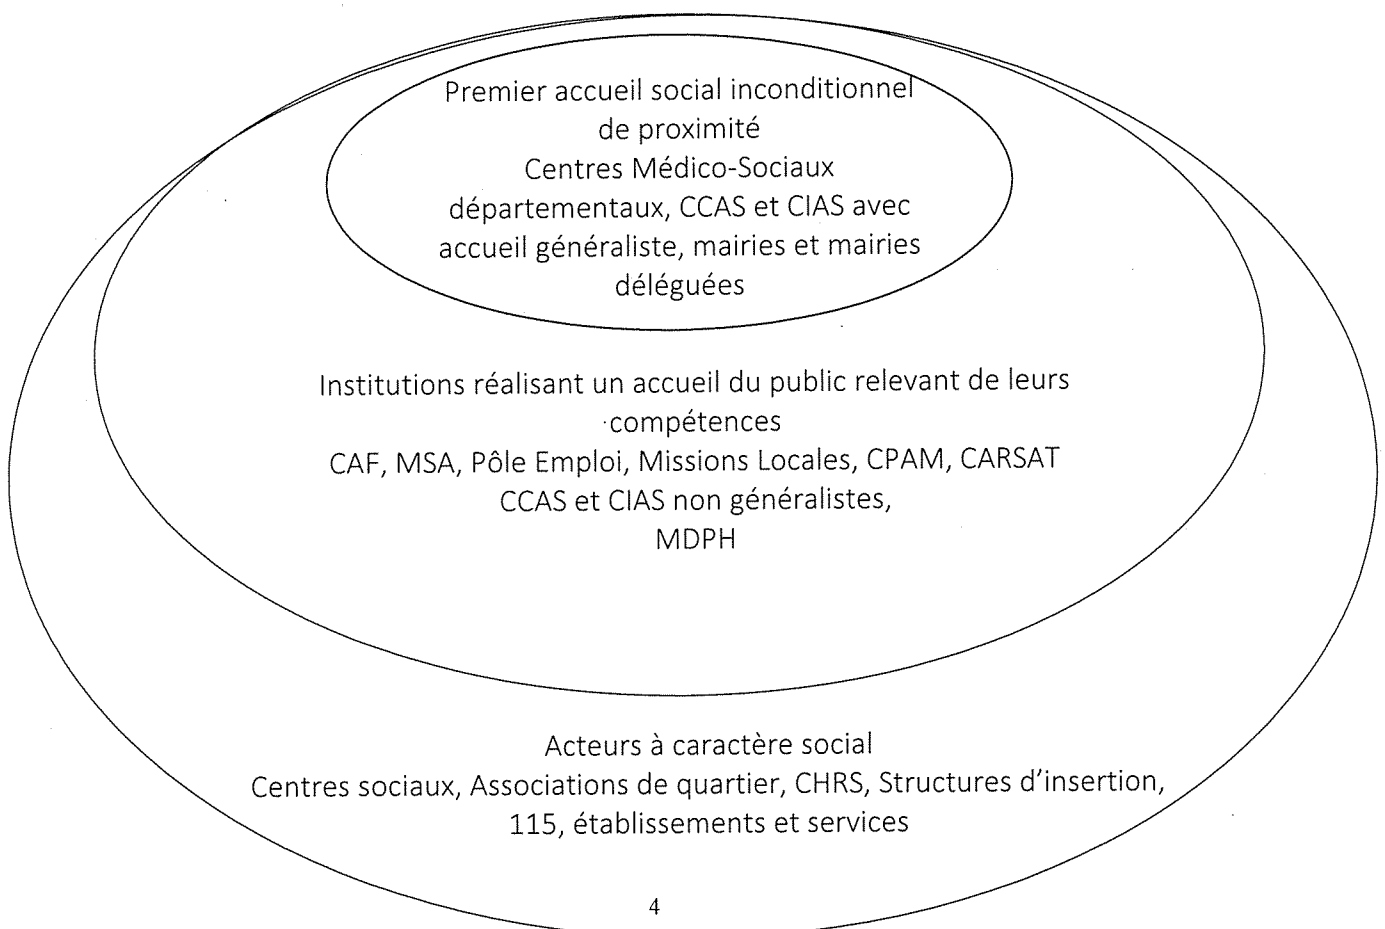 Premier accueil social inconditionnel
de proximité
Centres Médico-Sociaux
départementaux, CCAS et CIAS avec
accueil généraliste, mairies et mairies
déléguées
Institutions réalisant un accueil du public relevant de leurs
compétences
CAF, MSA, Pôle Emploi, Missions Locales, CPAM, CARSAT
CCAS et CIAS non généralistes,
MDPH
Acteurs à caractère social
Centres sociaux, Associations de quartier, CHRS, Structures d'insertion,
115, établissements et services
4